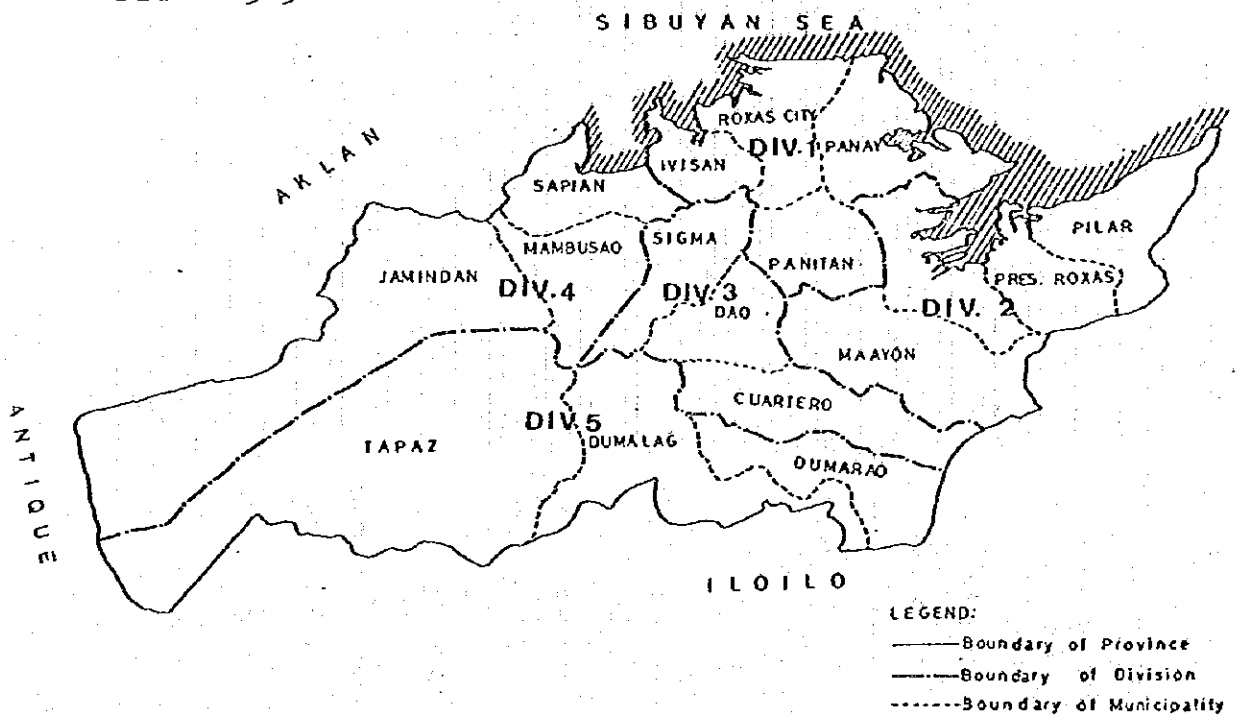 SIBUYAN SEA
AKLAN
ROXAS CITY
DIV. 1
PANAY
IVISAN
SAPIAN
PILAR
SIGMA
MAMBUSAO
PANITAN
JAMINDAN
PRES. ROXAS
DIV. 4
DIV. 3
DIV. 2
DAO
MAAYON
CUARTERO
ANTIQUE
DIV. 5
TAPAZ
DUMALAG
DUMARAO
ILOILO
LEGEND:
Boundary of Province
Boundary of Division
Boundary of Municipality